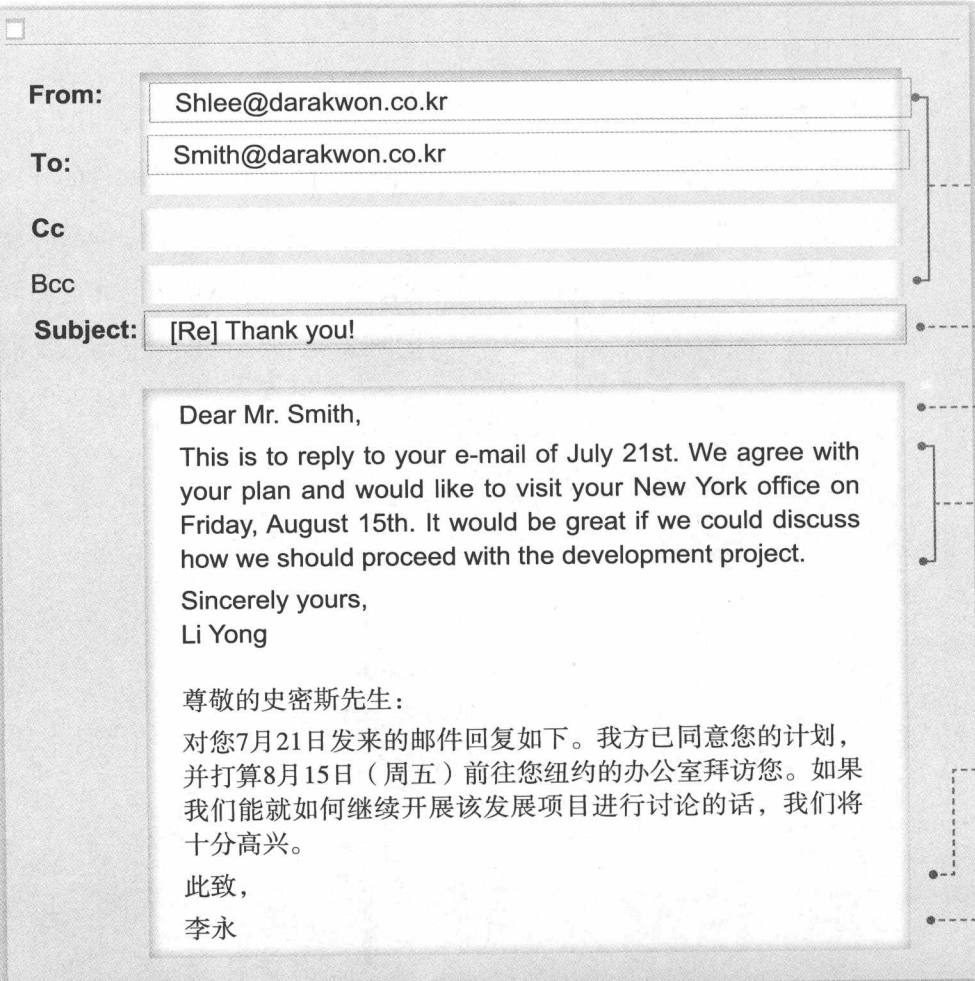 From: Shlee@darakwon.co.kr
To: Smith@darakwon.co.kr
Cc
Bcc
Subject: [Re] Thank you!
Dear Mr. Smith,
This is to reply to your e-mail of July 21st. We agree with
your plan and would like to visit your New York office on
Friday, August 15th. It would be great if we could discuss
how we should proceed with the development project.
Sincerely yours,
Li Yong
尊敬的史密斯先生：
对您7月21日发来的邮件回复如下。我方已同意您的计划，
并打算8月15日（周五）前往您纽约的办公室拜访您。如果
我们能就如何继续开展该发展项目进行讨论的话，我们将
十分高兴。
此致，
李永